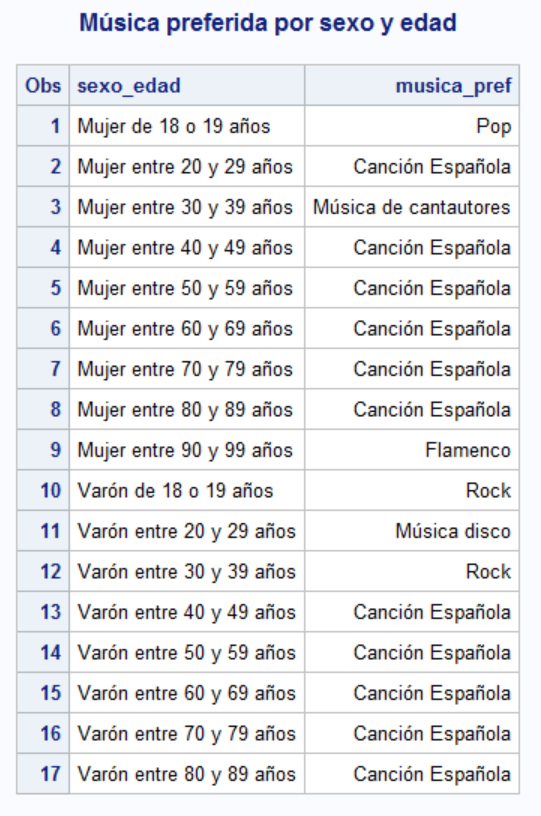 Música preferida por sexo y edad
Obs sexo_edad musica_pref
1 Mujer de 18 o 19 años Pop
2 Mujer entre 20 y 29 años Canción Española
3 Mujer entre 30 y 39 años Música de cantautores
4 Mujer entre 40 y 49 años Canción Española
5 Mujer entre 50 y 59 años Canción Española
6 Mujer entre 60 y 69 años Canción Española
7 Mujer entre 70 y 79 años Canción Española
8 Mujer entre 80 y 89 años Canción Española
9 Mujer entre 90 y 99 años Flamenco
10 Varón de 18 o 19 años Rock
11 Varón entre 20 y 29 años Música disco
12 Varón entre 30 y 39 años Rock
13 Varón entre 40 y 49 años Canción Española
14 Varón entre 50 y 59 años Canción Española
15 Varón entre 60 y 69 años Canción Española
16 Varón entre 70 y 79 años Canción Española
17 Varón entre 80 y 89 años Canción Española